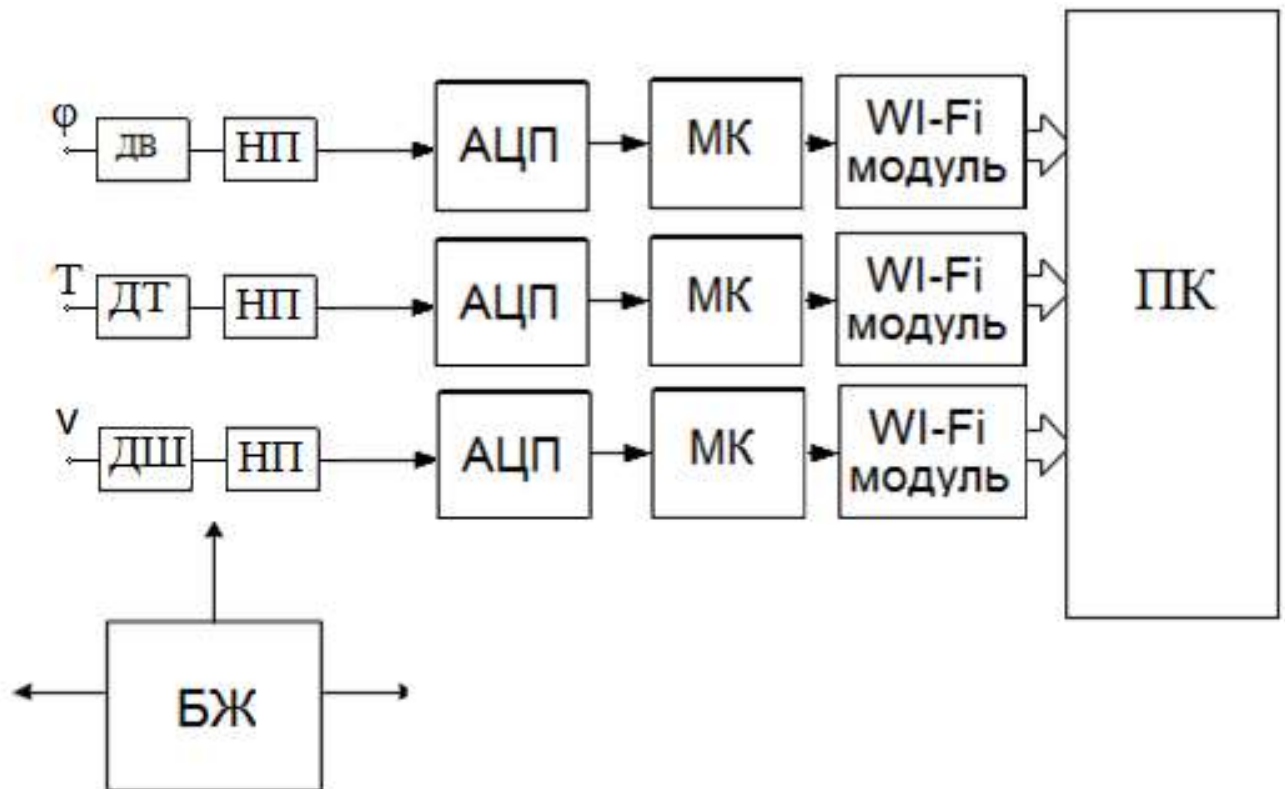 φ
ДВ
НП
АЦП
МК
WI-Fi
модуль
ПК
T
ДТ
НП
АЦП
МК
WI-Fi
модуль
V
ДШ
НП
АЦП
МК
WI-Fi
модуль
БЖ